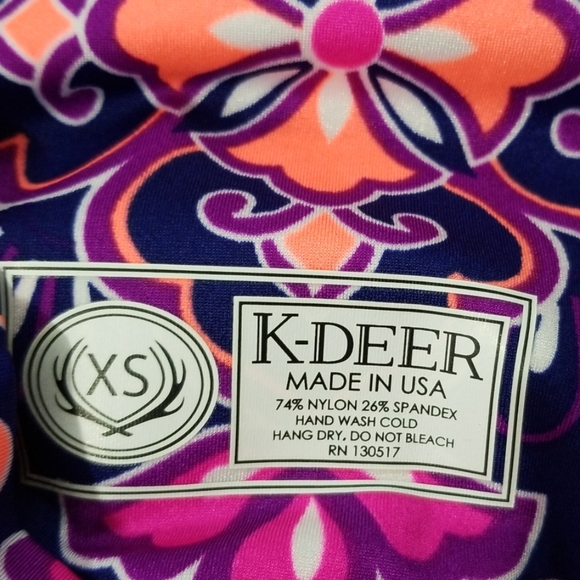 XS
K-DEER
MADE IN USA
74% NYLON 26% SPANDEX
HAND WASH COLD
HANG DRY, DO NOT BLEACH
RN 130517